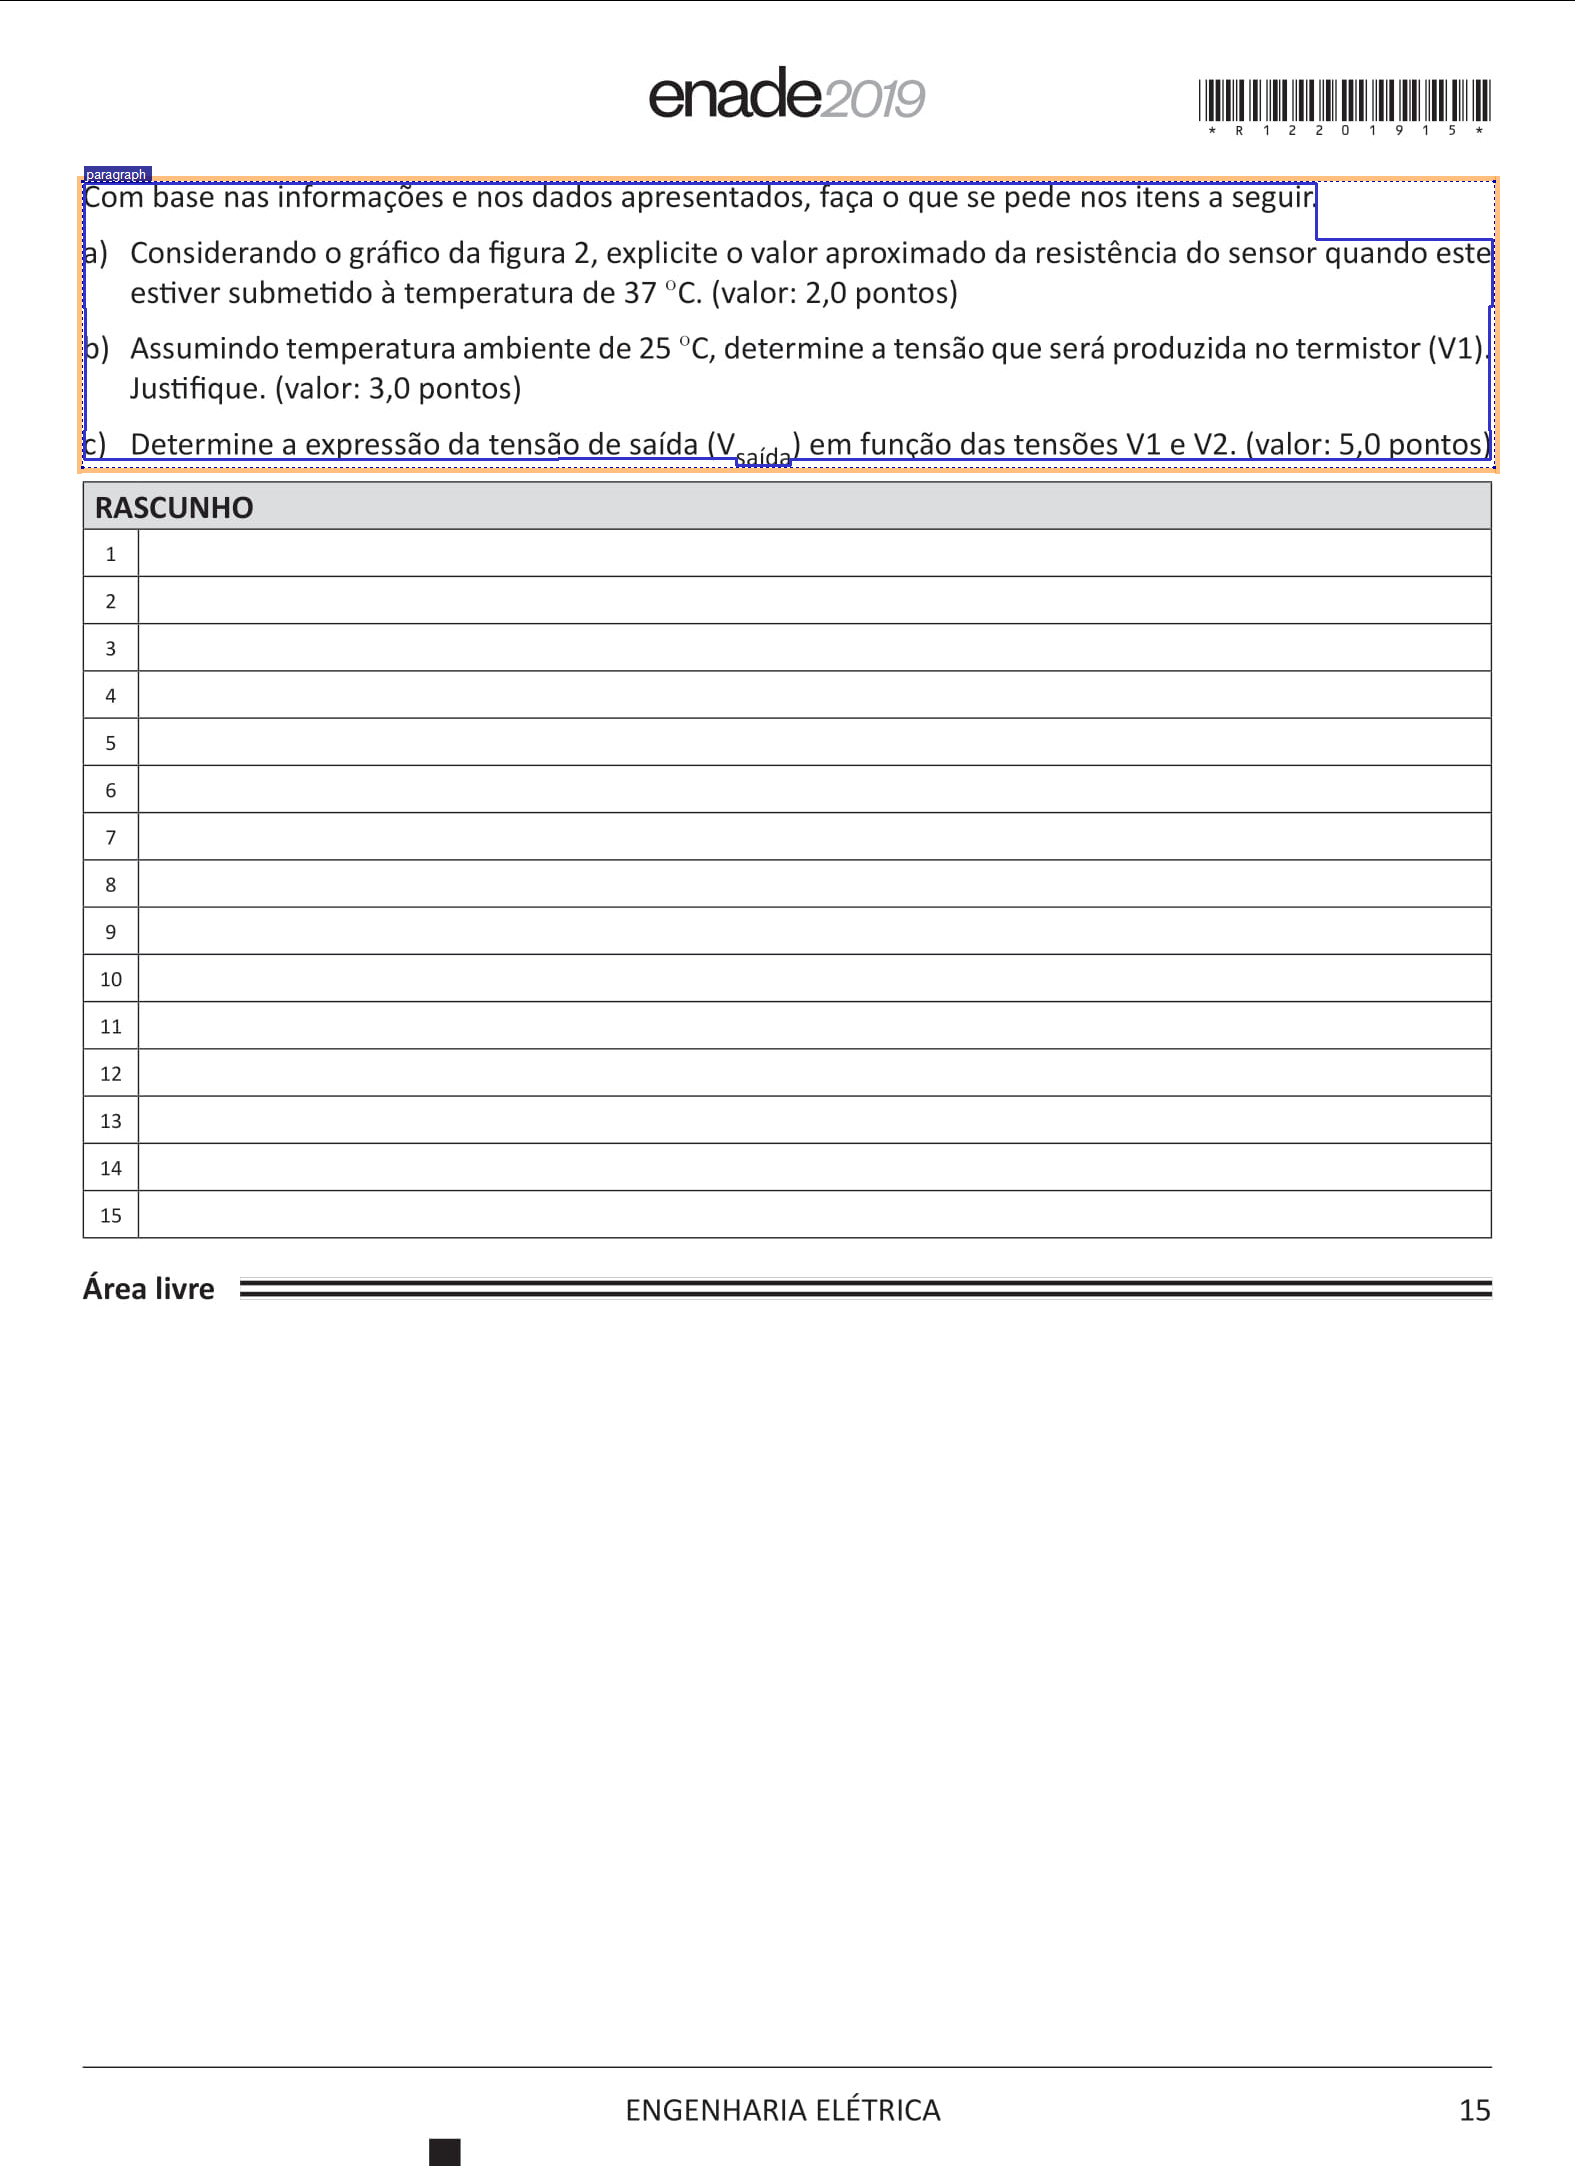 enade2019
* R 1 2 2 0 1 9 1 5 *
paragraph
Com base nas informações e nos dados apresentados, faça o que se pede nos itens a seguir.
a) Considerando o gráfico da figura 2, explicite o valor aproximado da resistência do sensor quando este
estiver submetido à temperatura de 37 °C. (valor: 2,0 pontos)
b) Assumindo temperatura ambiente de 25 °C, determine a tensão que será produzida no termistor (V1).
Justifique. (valor: 3,0 pontos)
c) Determine a expressão da tensão de saída (Vsaída) em função das tensões V1 e V2. (valor: 5,0 pontos)
RASCUNHO
1
2
3
4
5
6
7
8
9
10
11
12
13
14
15
Área livre
ENGENHARIA ELÉTRICA 15